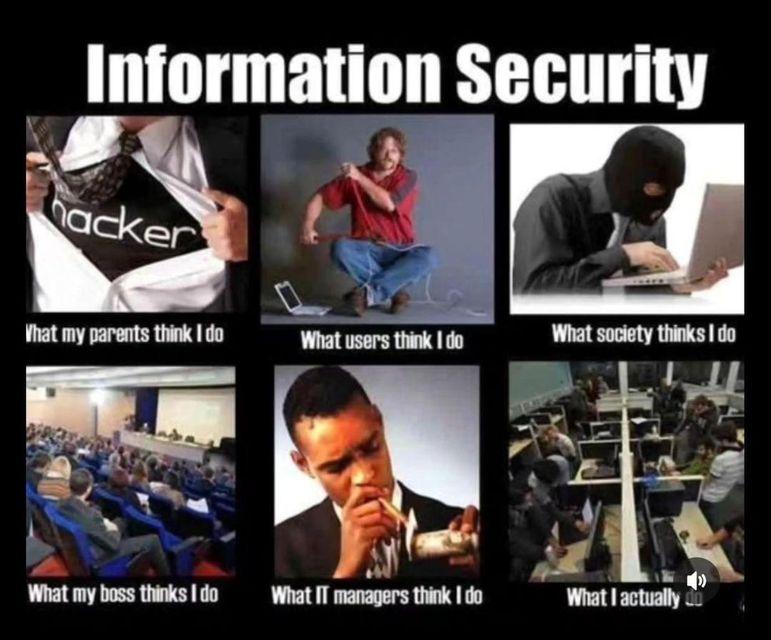 Information Security
hacker
What my parents think I do
What users think I do
What society thinks I do
What my boss thinks I do
What IT managers think I do
What I actually do